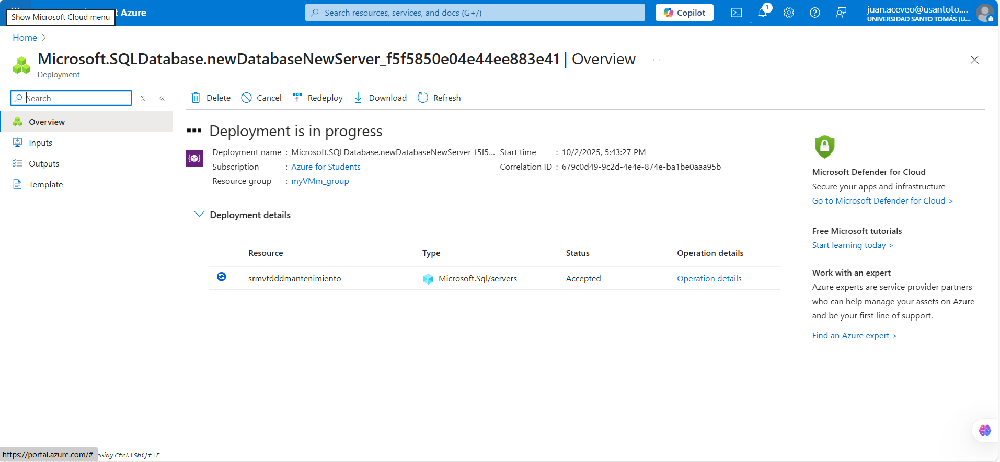 Show Microsoft Cloud menu
t Azure
Search resources, services, and docs (G+/)
Copilot
1
juan.aceveo@usantoto....
UNIVERSIDAD SANTO TOMÁS (U...
Home
Microsoft.SQLDatabase.newDatabaseNewServer_f5f5850e04e44ee883e41 | Overview ...
Deployment
Search
Delete
Cancel
Redeploy
Download
Refresh
Overview
Inputs
Outputs
Template
Deployment is in progress
Deployment name : Microsoft.SQLDatabase.newDatabaseNewServer_f5f5...
Subscription : Azure for Students
Resource group : myVMm_group
Start time : 10/2/2025, 5:43:27 PM
Correlation ID : 679c0d49-9c2d-4e4e-874e-ba1be0aaa95b
Deployment details
Resource Type Status Operation details
srmvtdddmantenimiento Microsoft.Sql/servers Accepted Operation details
Microsoft Defender for Cloud
Secure your apps and infrastructure
Go to Microsoft Defender for Cloud >
Free Microsoft tutorials
Start learning today >
Work with an expert
Azure experts are service provider partners
who can help manage your assets on Azure
and be your first line of support.
Find an Azure expert >
https://portal.azure.com/#
essing Ctrl+Shift+F